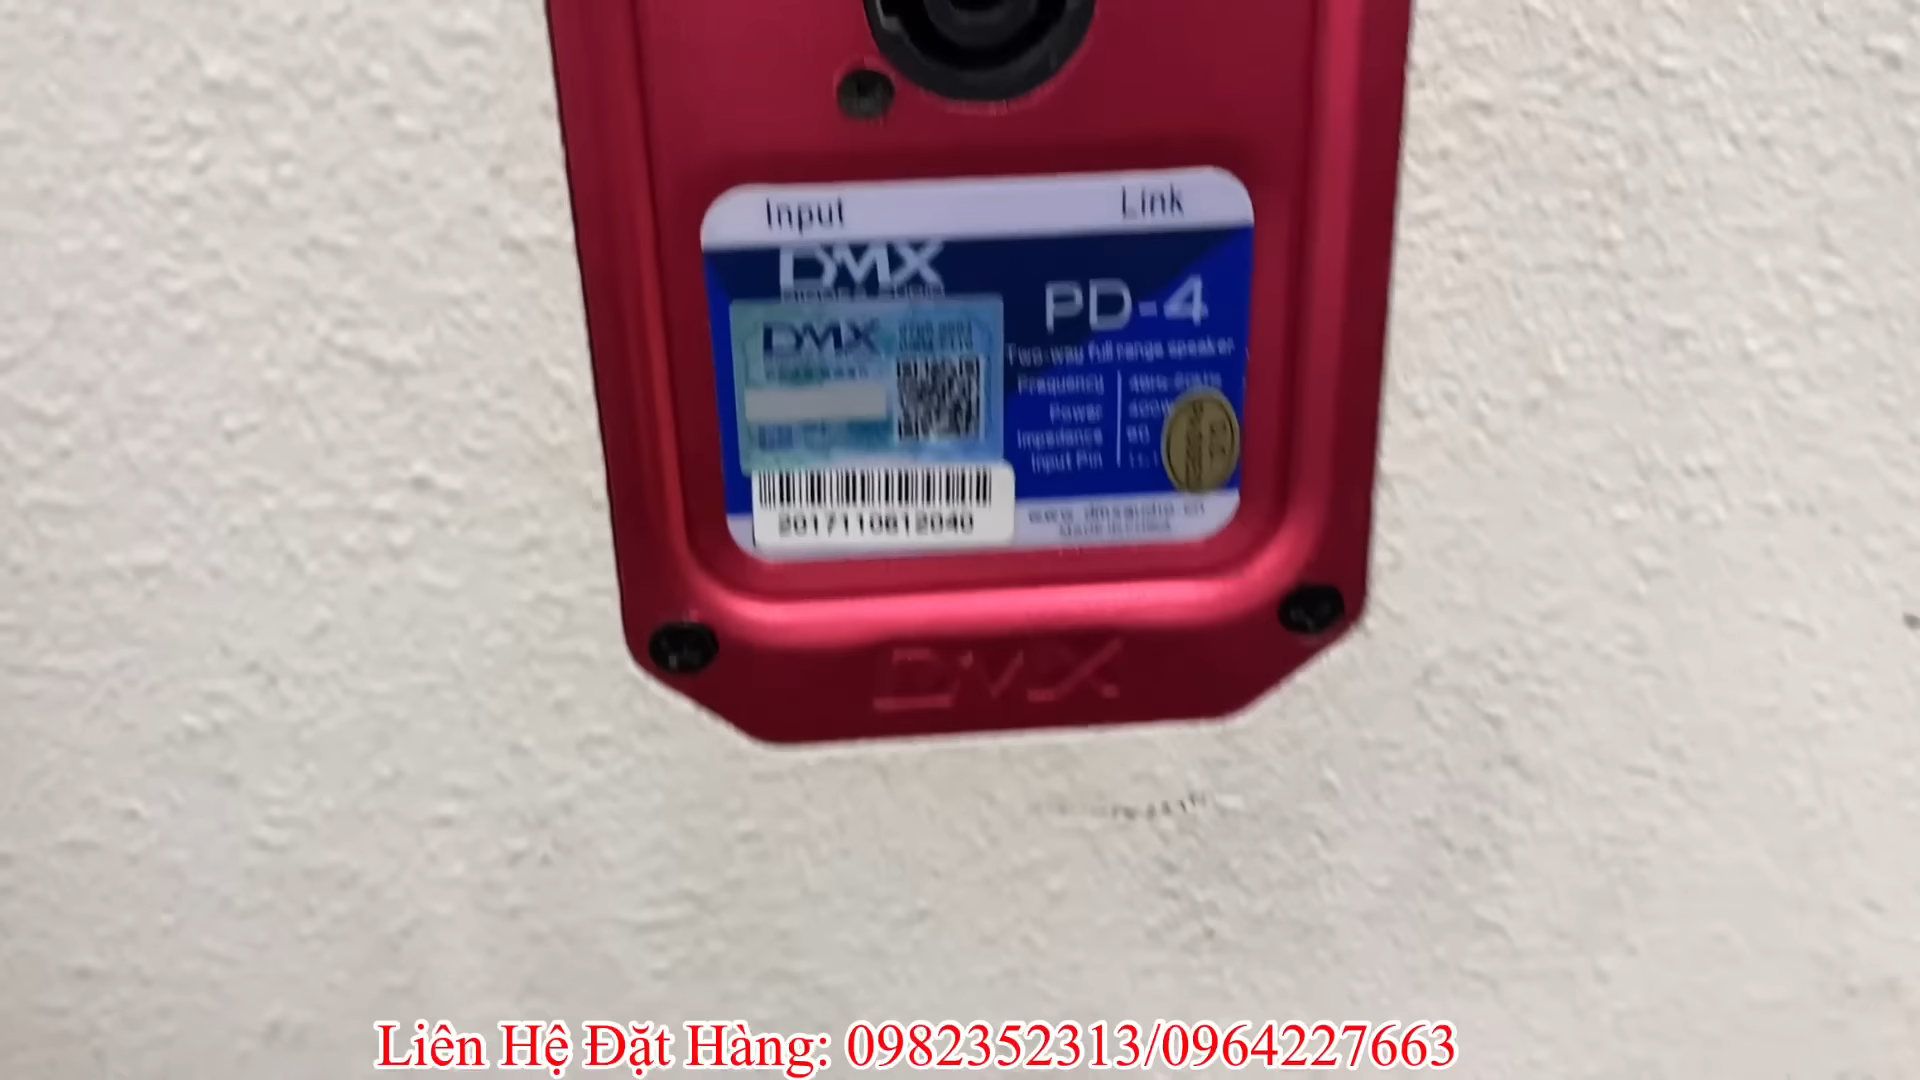 Input Link
DMX
PD-4
DMX
Two-way full range speaker
Frequency
Power
Impedance
Input Pin
2017110612040
DMX
Liên Hệ Đặt Hàng: 0982352313/0964227663